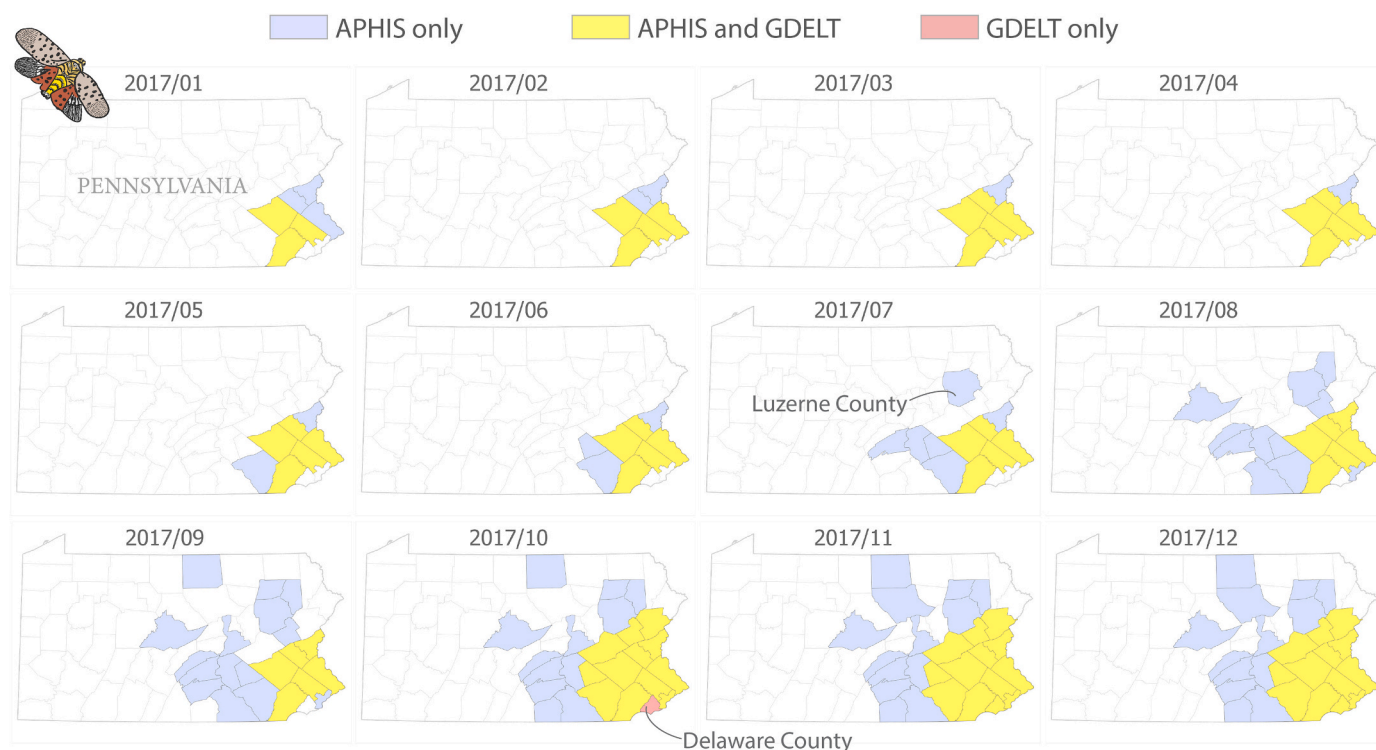 APHIS only APHIS and GDELT GDELT only
2017/01 2017/02 2017/03 2017/04
PENNSYLVANIA
2017/05 2017/06 2017/07 2017/08
Luzerne County
2017/09 2017/10 2017/11 2017/12
Delaware County